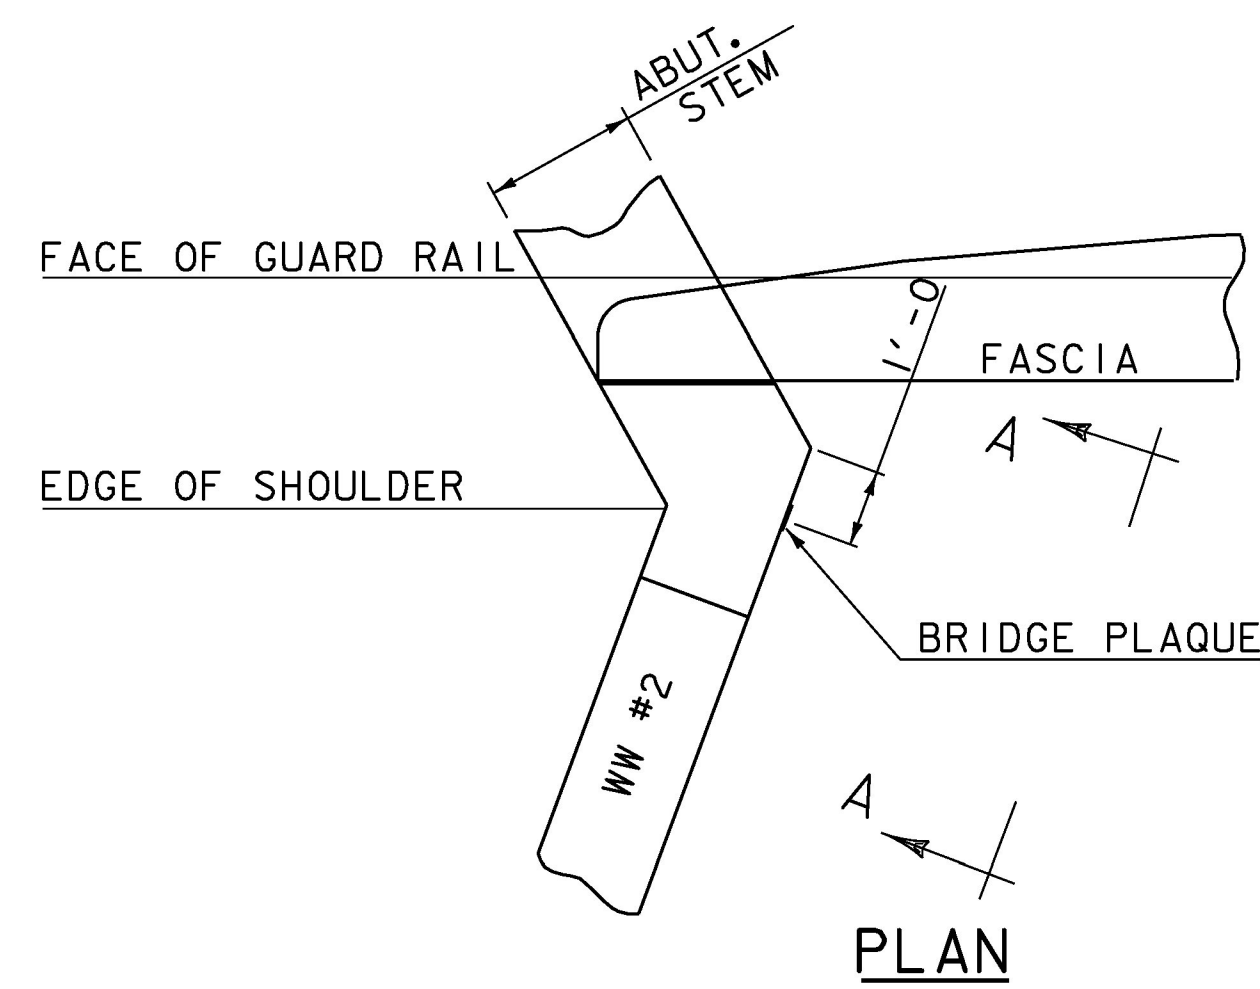 ABUT.
STEM
FACE OF GUARD RAIL
1'-0
FASCIA
A
EDGE OF SHOULDER
BRIDGE PLAQUE
WW #2
A
PLAN